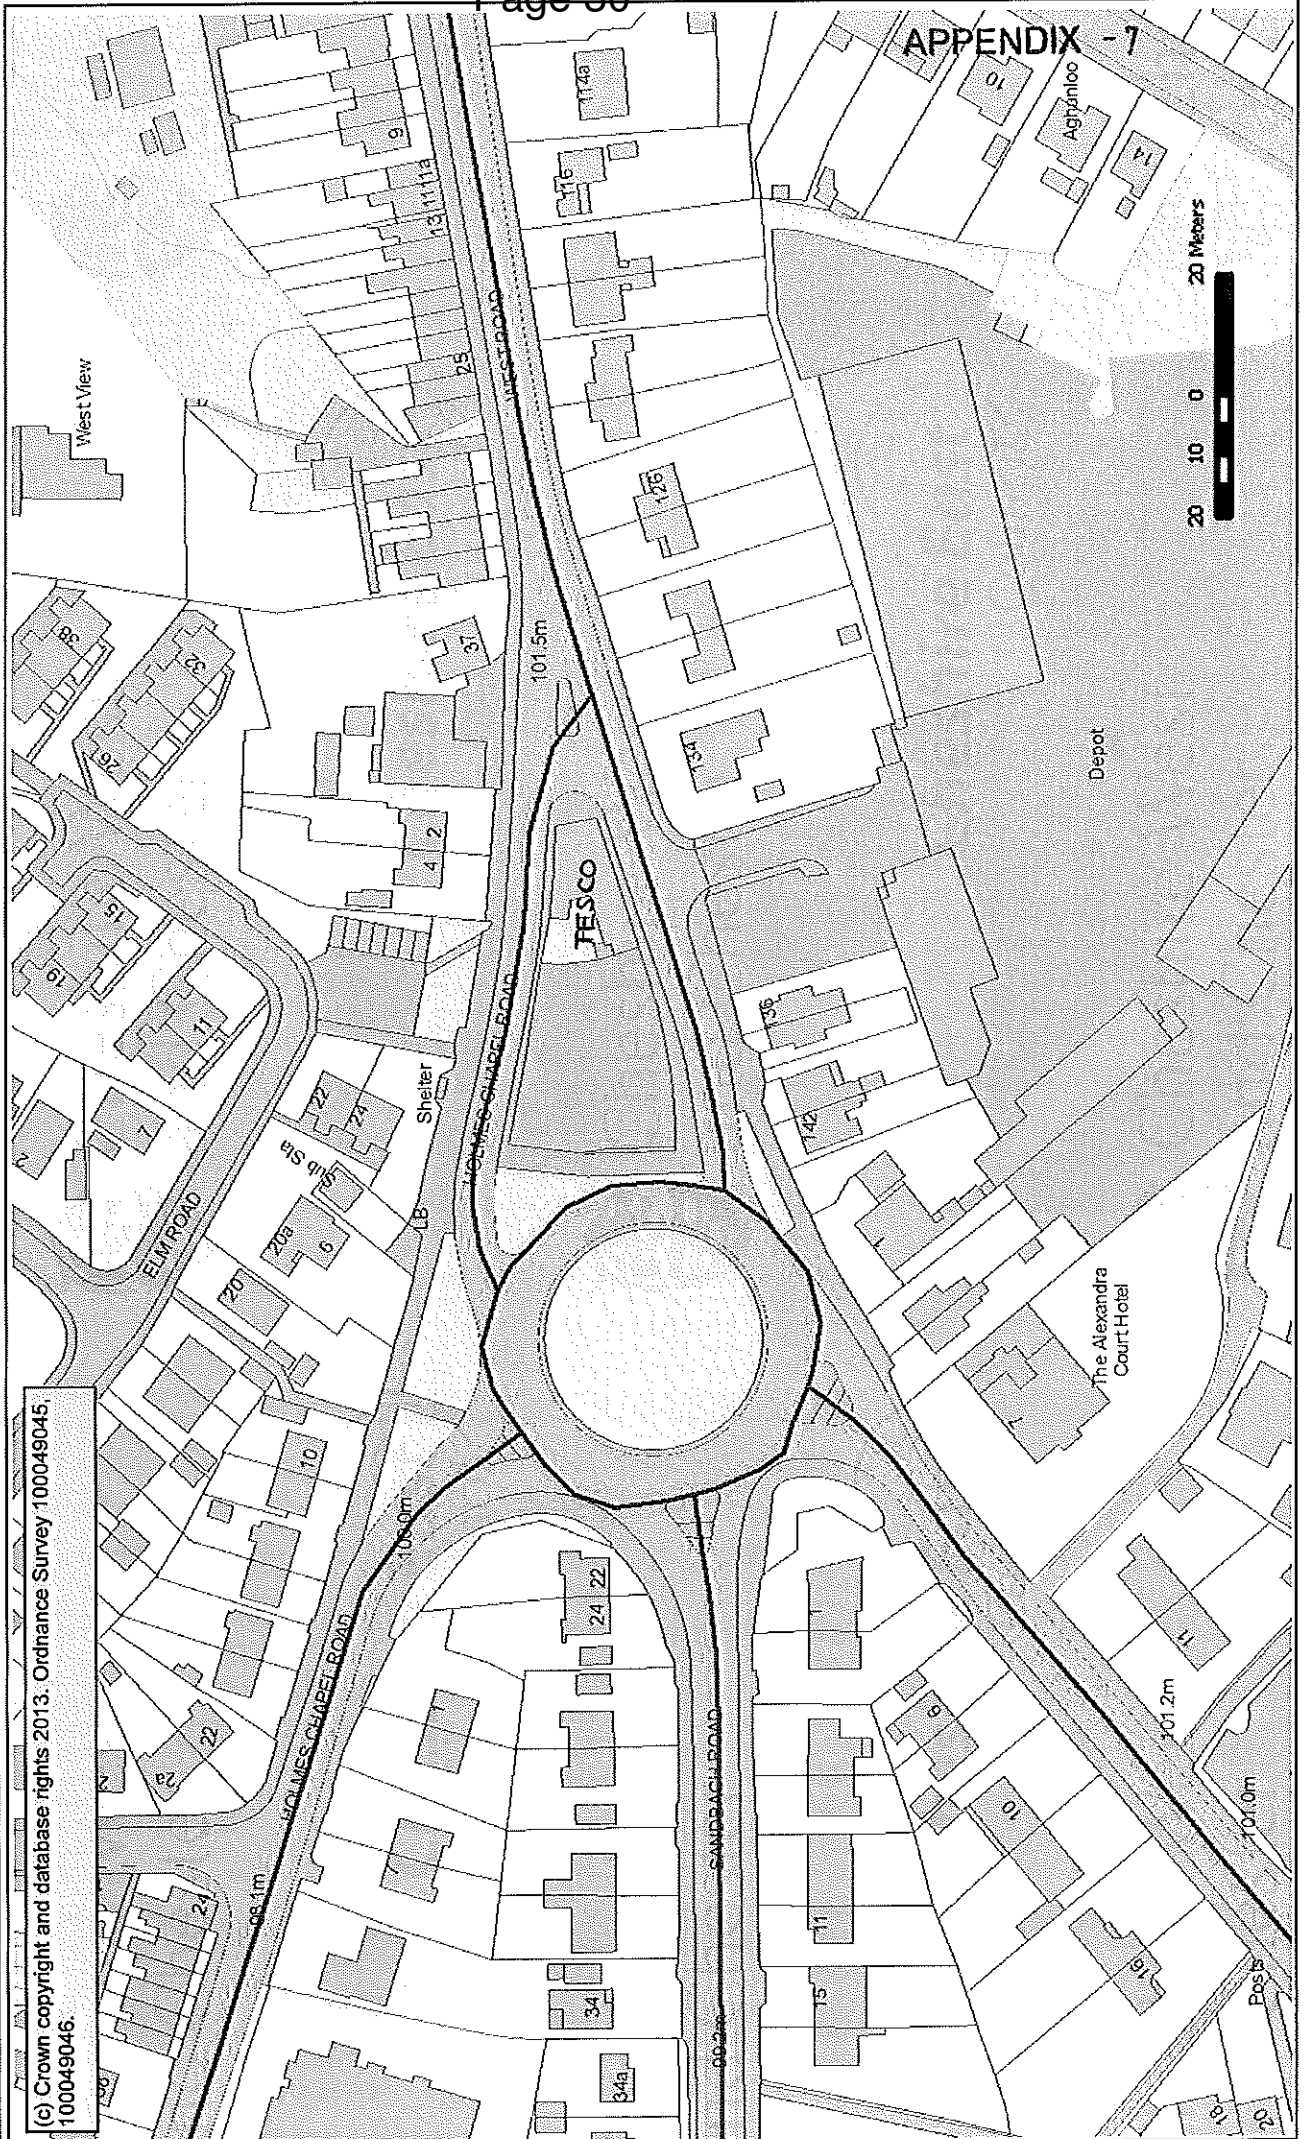 APPENDIX - 7
(c) Crown copyright and database rights 2013. Ordnance Survey 100049045,
100049046.
West View
38
32
26
37
101.5m
19
15
11
4 2
TESCO
HOLMES CHAPEL ROAD
Shelter
22
24
Sub Sta
LB
ELM ROAD
2
7
20a
6
20
10
100.0m
HOLMES CHAPEL ROAD
2a
22
24
98.1m
1
24 22
34
34a
SANDBACH ROAD
99.2m
15
11
9
10
16
18
20
Posts
101.0m
101.2m
11
The Alexandra
Court Hotel
142
136
134
126
Depot
WEST ROAD
25
13
11
11a
9
116
114a
10
Aghanloo
14
20 10 0 20 Meters